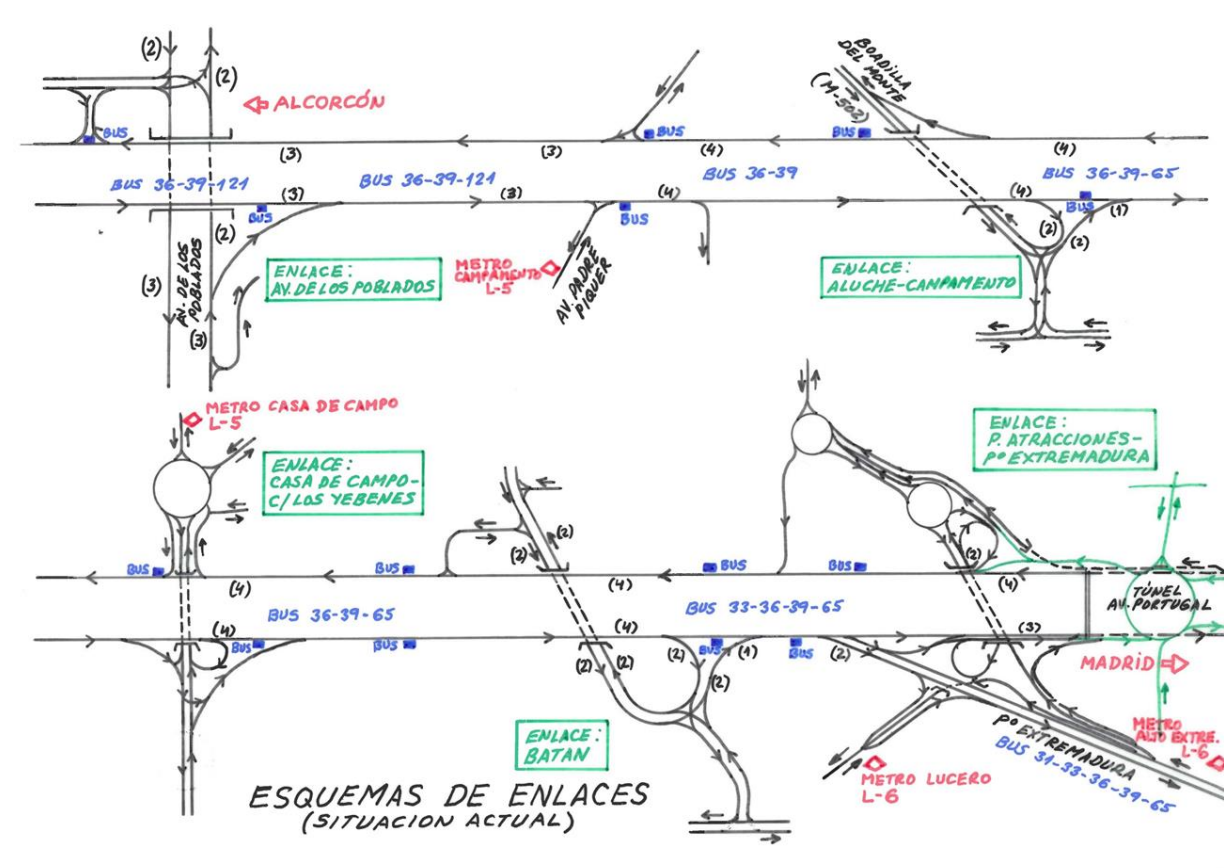 (2)
(2)
ALCORCÓN
BUS
(3)
(3)
BUS
(4)
BOADILLA
DEL MONTE
(M-502)
BUS
(4)
BUS 36-39-121
BUS 36-39-121
BUS 36-39
BUS 36-39-65
(3)
(3)
(4)
(4)
(1)
BUS
BUS
BUS
(2)
(2)
(2)
(3)
AV. DE LOS
POBLADOS
(3)
ENLACE:
AV. DE LOS POBLADOS
METRO
CAMPAMENTO
L-5
AV. PADRE
PIQUER
ENLACE:
ALUCHE-CAMPAMENTO
METRO CASA DE CAMPO
L-5
ENLACE:
CASA DE CAMPO-
C/ LOS YEBENES
ENLACE:
P. ATRACCIONES-
Pº EXTREMADURA
(2)
(2)
(2)
BUS
BUS
BUS
BUS
(4)
(4)
(4)
TÚNEL
AV. PORTUGAL
BUS 36-39-65
BUS 33-36-39-65
(4)
(4)
(3)
BUS
BUS
BUS
BUS
(2)
(2)
(2)
(1)
(2)
(2)
MADRID
ENLACE:
BATAN
Pº EXTREMADURA
BUS 31-33-36-39-65
METRO
ALTO EXTRE.
L-6
METRO LUCERO
L-6
ESQUEMAS DE ENLACES
(SITUACION ACTUAL)